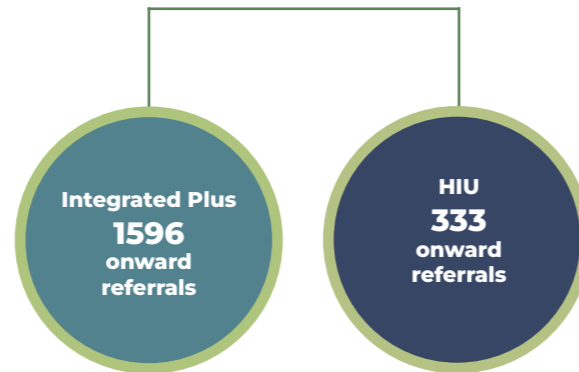 Integrated Plus
1596
onward
referrals
HIU
333
onward
referrals